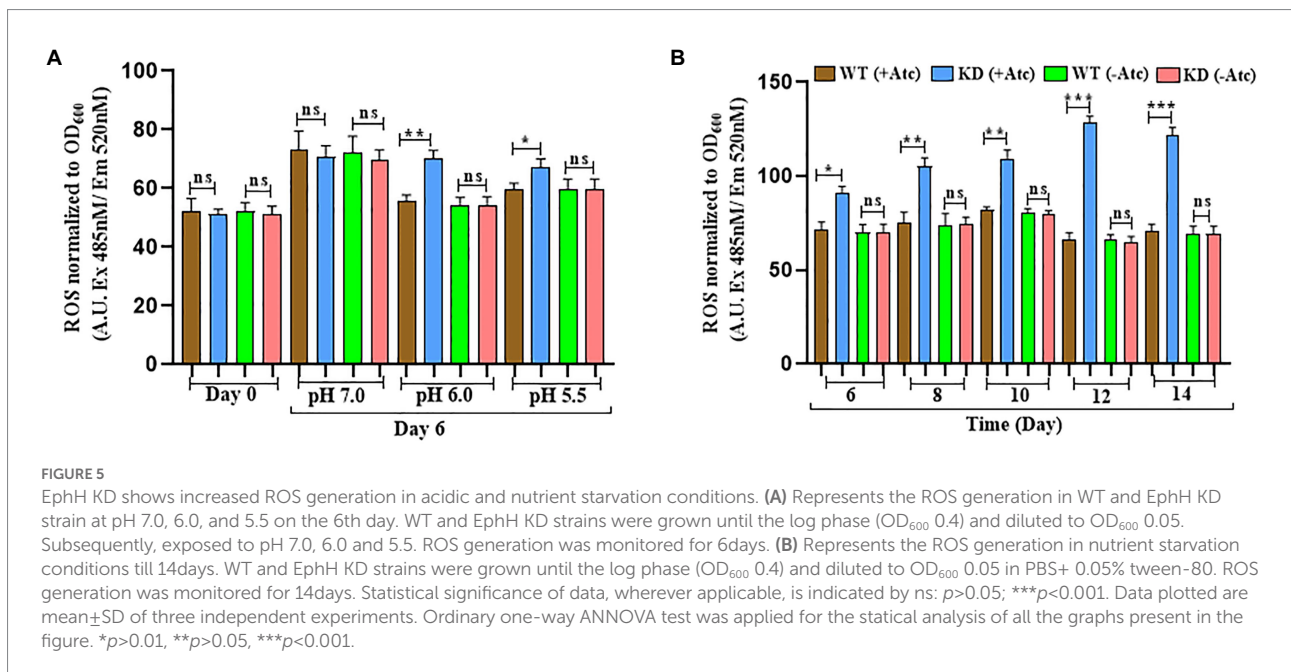 A
B
100
80
60
40
20
0
ROS normalized to OD600
(A.U. Ex 485nM/ Em 520nM)
ns
ns
ns
ns
**
ns
*
ns
Day 0
pH 7.0
pH 6.0
pH 5.5
Day 6
WT (+Atc) KD (+Atc) WT (-Atc) KD (-Atc)
150
100
50
0
ROS normalized to OD600
(A.U. Ex 485nM/ Em 520nM)
*
ns
**
ns
**
ns
***
ns
***
ns
6
8
10
12
14
Time (Day)
FIGURE 5
EphH KD shows increased ROS generation in acidic and nutrient starvation conditions. (A) Represents the ROS generation in WT and EphH KD
strain at pH 7.0, 6.0, and 5.5 on the 6th day. WT and EphH KD strains were grown until the log phase (OD600 0.4) and diluted to OD600 0.05.
Subsequently, exposed to pH 7.0, 6.0 and 5.5. ROS generation was monitored for 6days. (B) Represents the ROS generation in nutrient starvation
conditions till 14days. WT and EphH KD strains were grown until the log phase (OD600 0.4) and diluted to OD600 0.05 in PBS+ 0.05% tween-80. ROS
generation was monitored for 14days. Statistical significance of data, wherever applicable, is indicated by ns: p>0.05; ***p<0.001. Data plotted are
mean±SD of three independent experiments. Ordinary one-way ANNOVA test was applied for the statical analysis of all the graphs present in the
figure. *p>0.01, **p>0.05, ***p<0.001.